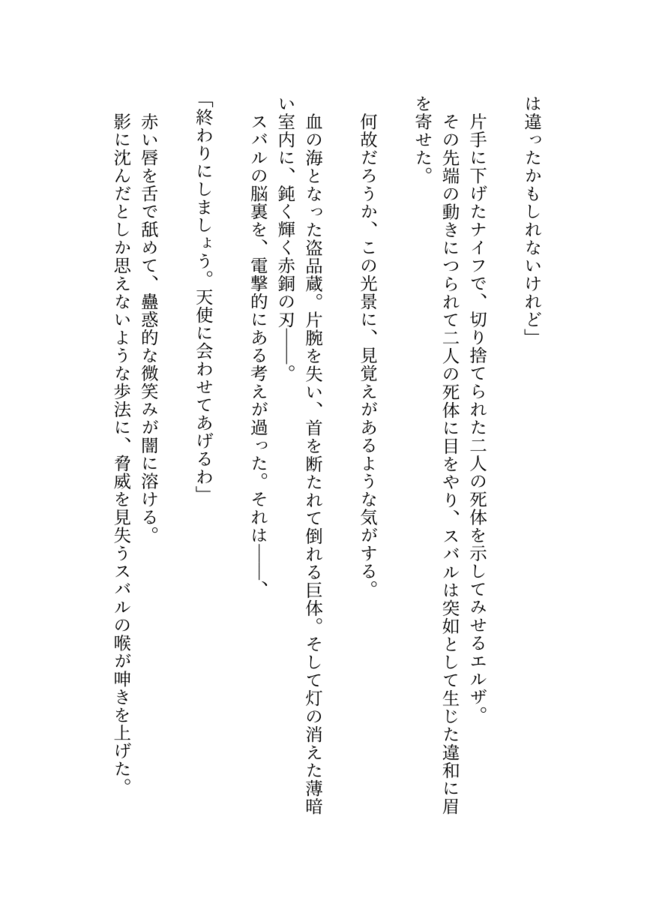 は違ったかもしれないけれど」
片手に下げたナイフで、切り捨てられた二人の死体を示してみせるエルザ。
その先端の動きにつられて二人の死体に目をやり、スバルは突如として生じた違和に眉
を寄せた。
何故だろうか、この光景に、見覚えがあるような気がする。
血の海となった盗品蔵。片腕を失い、首を断たれて倒れる巨体。そして灯の消えた薄暗
い室内に、鈍く輝く赤銅の刃――。
スバルの脳裏を、電撃的にある考えが過った。それは――、
「終わりにしましょう。天使に会わせてあげるわ」
赤い唇を舌で舐めて、蠱惑的な微笑みが闇に溶ける。
影に沈んだとしか思えないような歩法に、脅威を見失うスバルの喉が呻きを上げた。